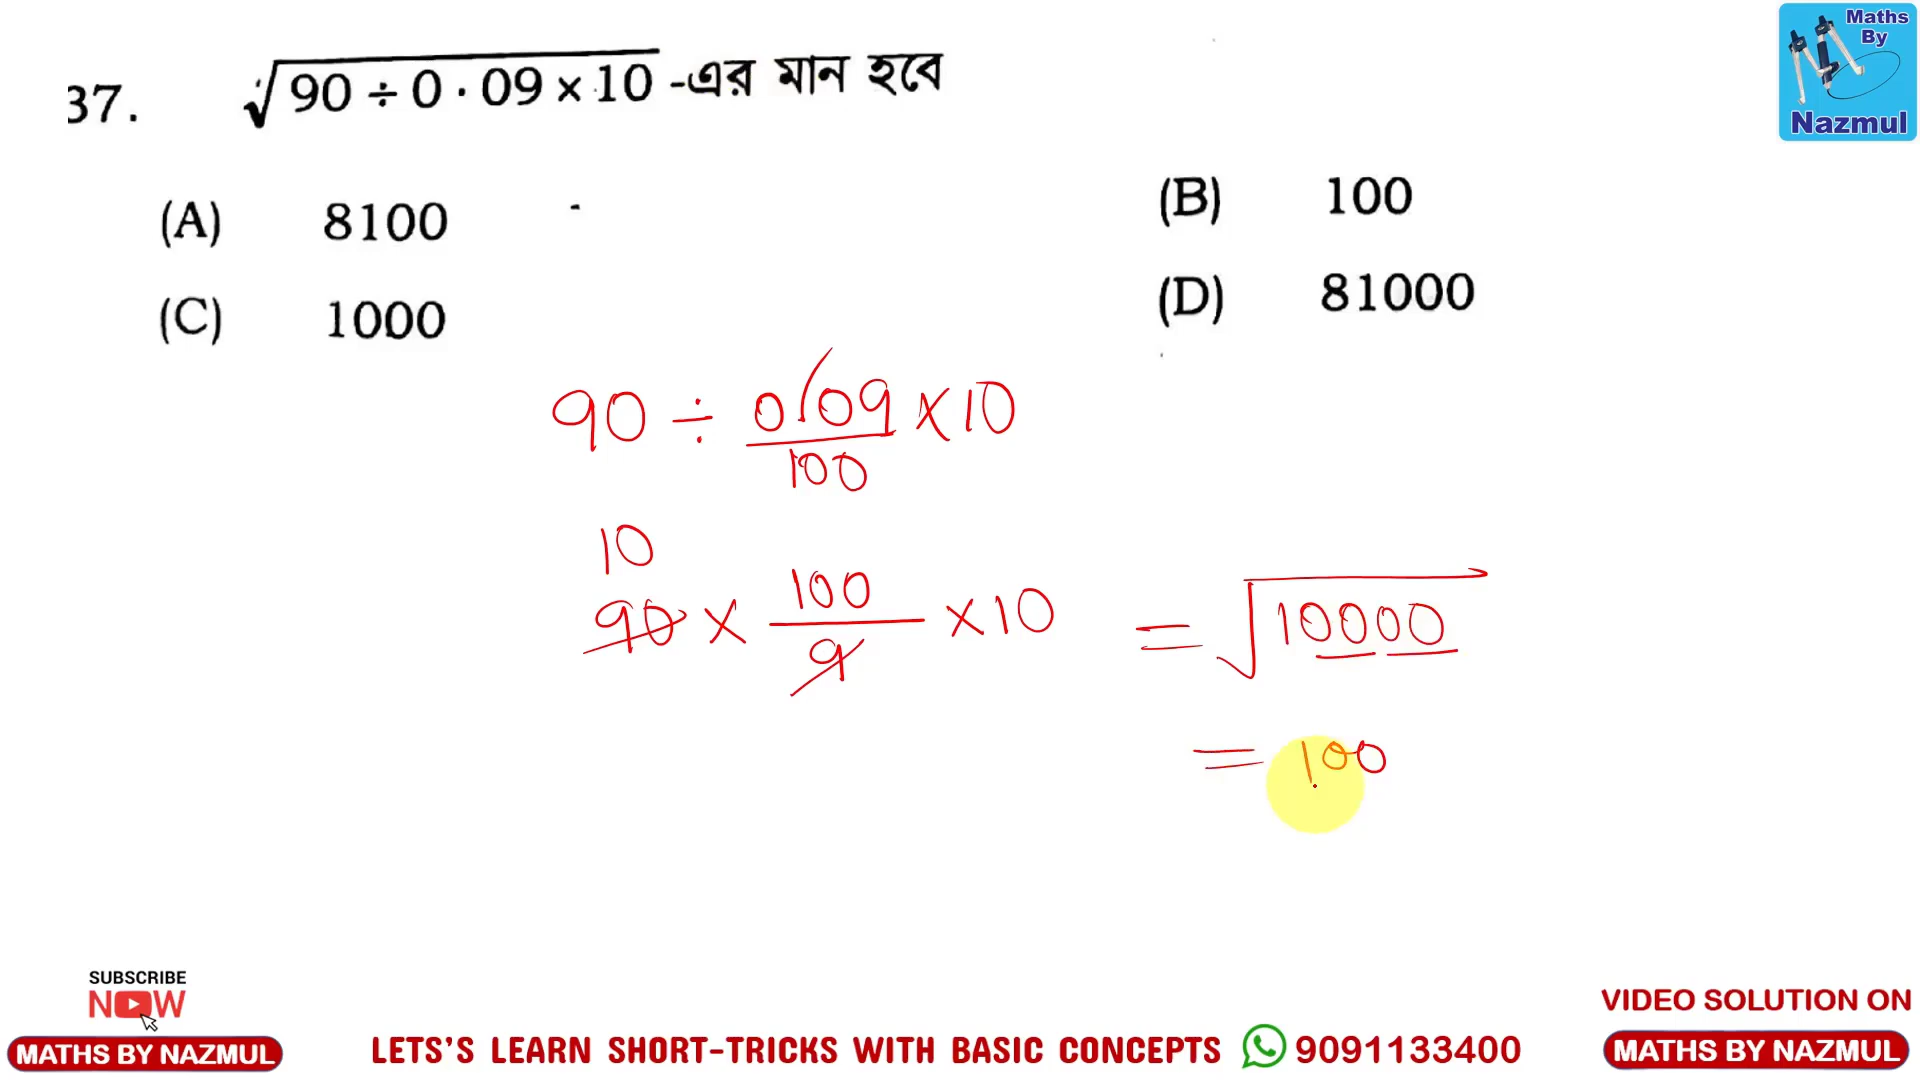 37. √90 ÷ 0·09 × 10 -এর মান হবে
(A) 8100
(B) 100
(C) 1000
(D) 81000
90 ÷ 0/09 × 10
100
10
90 × 100/9 × 10 = √10000
= 100
Maths
By
Nazmul
SUBSCRIBE
NOW
MATHS BY NAZMUL
LETS'S LEARN SHORT-TRICKS WITH BASIC CONCEPTS 9091133400
VIDEO SOLUTION ON
MATHS BY NAZMUL